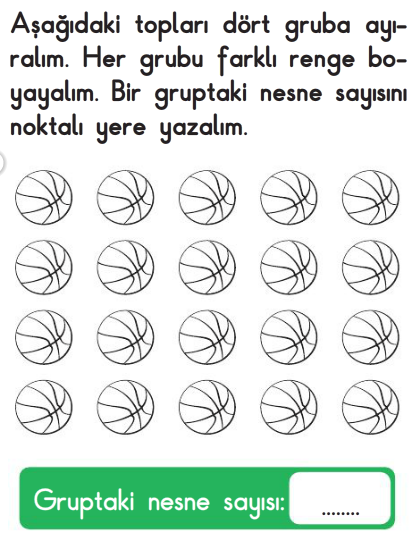 Aşağıdaki topları dört gruba ayı-
ralım. Her grubu farklı renge bo-
yayalım. Bir gruptaki nesne sayısını
noktalı yere yazalım.
Gruptaki nesne sayısı: ........